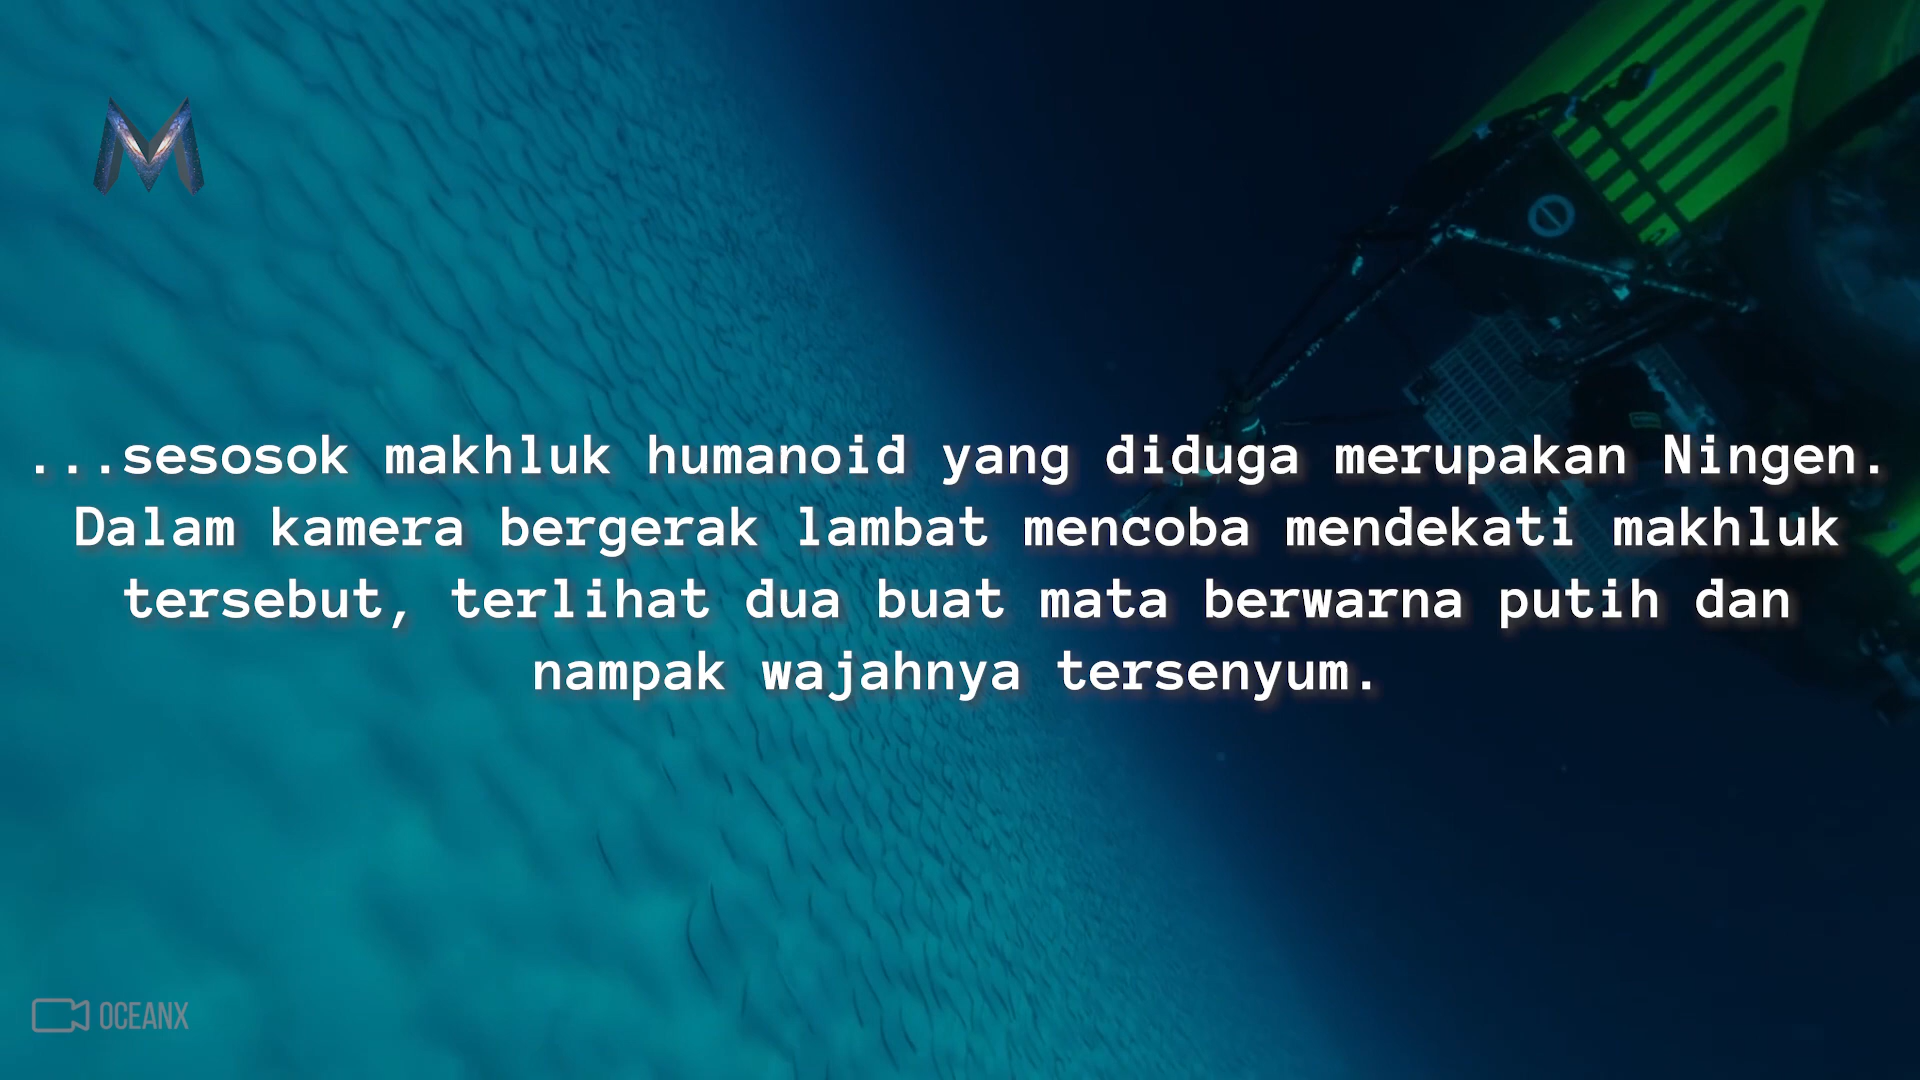 M
...sesosok makhluk humanoid yang diduga merupakan Ningen.
Dalam kamera bergerak lambat mencoba mendekati makhluk
tersebut, terlihat dua buat mata berwarna putih dan
nampak wajahnya tersenyum.
OCEANX